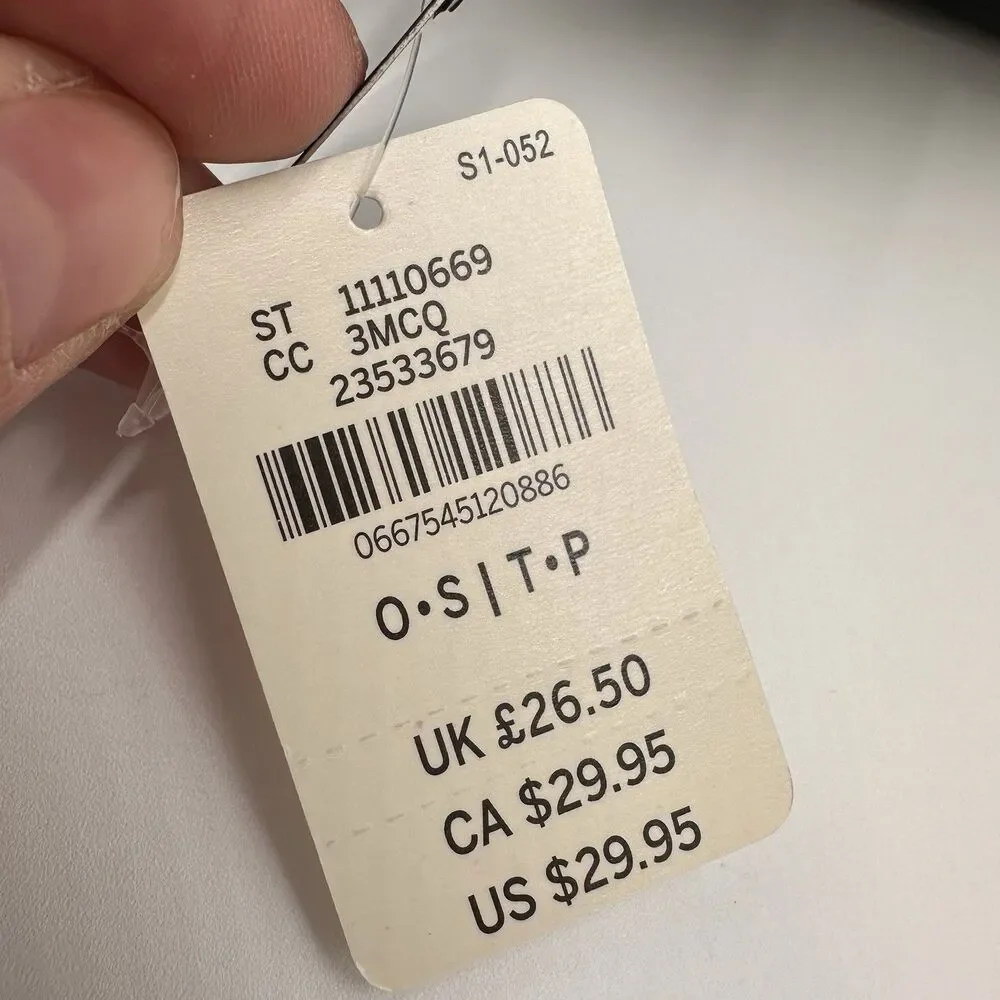 S1-052
ST 11110669
CC 3MCQ
23533679
0667545120886
O•S|T•P
UK £26.50
CA $29.95
US $29.95